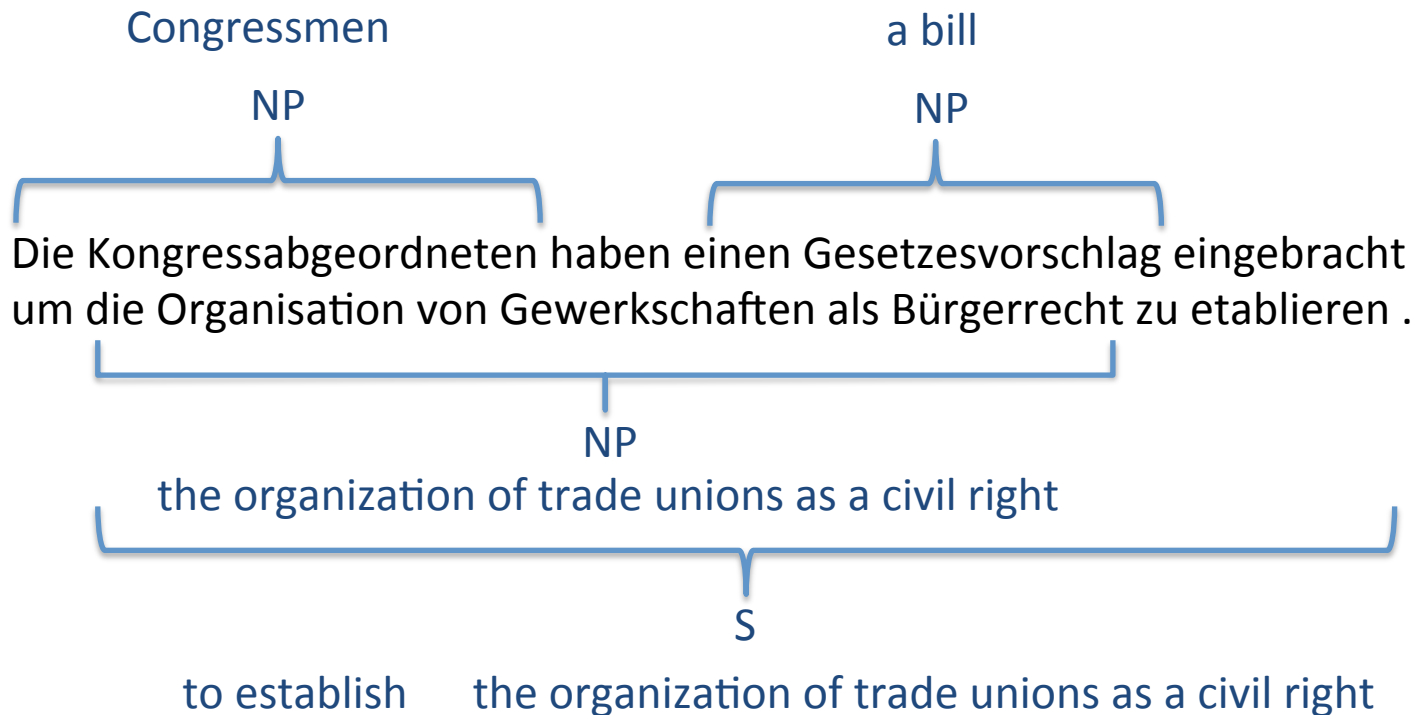 Congressmen a bill
NP NP
Die Kongressabgeordneten haben einen Gesetzesvorschlag eingebracht
um die Organisation von Gewerkschaften als Bürgerrecht zu etablieren .
NP
the organization of trade unions as a civil right
S
to establish the organization of trade unions as a civil right